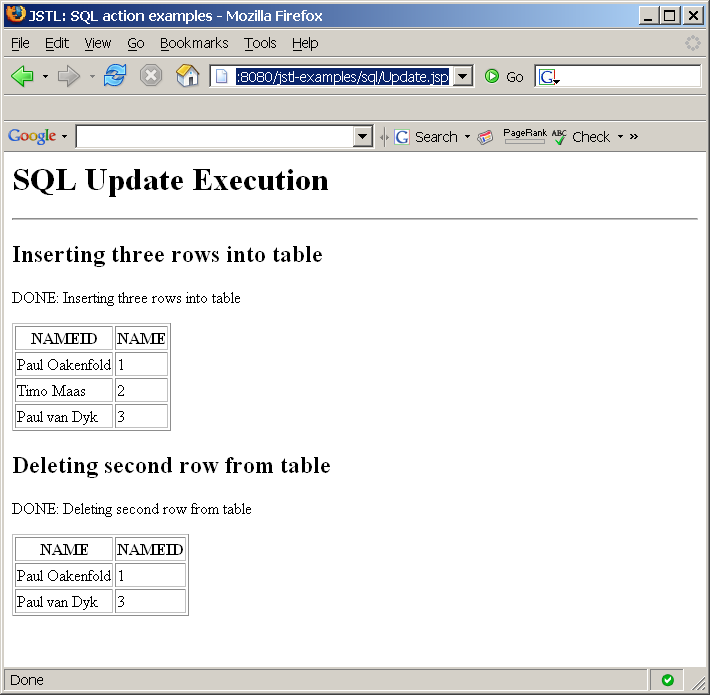 JSTL: SQL action examples - Mozilla Firefox
File Edit View Go Bookmarks Tools Help
:8080/jstl-examples/sql/Update.jsp Go G
Google G Search PageRank ABC Check »
SQL Update Execution
Inserting three rows into table
DONE: Inserting three rows into table
NAMEID NAME
Paul Oakenfold 1
Timo Maas 2
Paul van Dyk 3
Deleting second row from table
DONE: Deleting second row from table
NAME NAMEID
Paul Oakenfold 1
Paul van Dyk 3
Done